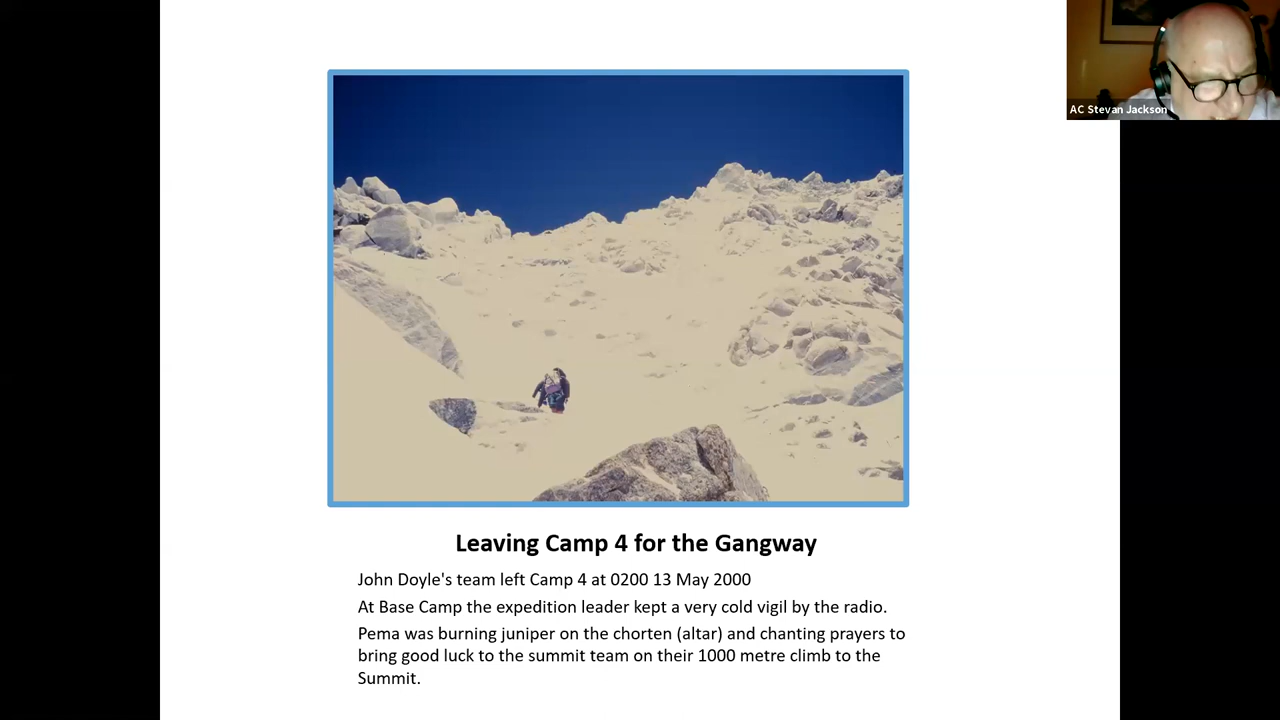 AC Stevan Jackson
Leaving Camp 4 for the Gangway
John Doyle's team left Camp 4 at 0200 13 May 2000
At Base Camp the expedition leader kept a very cold vigil by the radio.
Pema was burning juniper on the chorten (altar) and chanting prayers to
bring good luck to the summit team on their 1000 metre climb to the
Summit.